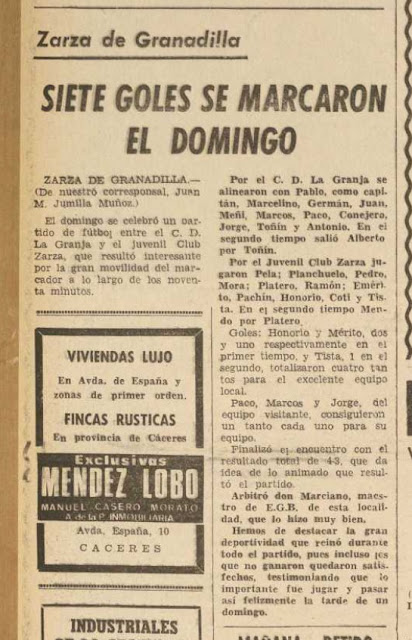 Zarza de Granadilla
SIETE GOLES SE MARCARON
EL DOMINGO
ZARZA DE GRANADILLA.—
(De nuestro corresponsal, Juan
M. Jumilla Muñoz.)
El domingo se celebró un par-
tido de fútbol entre el C. D.
La Granja y el juvenil Club
Zarza, que resultó interesante
por la gran movilidad del mar-
cador a lo largo de los noven-
ta minutos.
VIVIENDAS LUJO
En Avda. de España y
zonas de primer orden.
FINCAS RUSTICAS
En provincia de Cáceres
Exclusivas
MENDEZ LOBO
MANUEL CASERO MORATO
A. de la P. INMOBILIARIA
Avda. España, 10
CACERES
INDUSTRIALES
Por el C. D. La Granja se
alinearon con Pablo, como capi-
tán, Marcelino, Germán, Juan,
Meñi, Marcos, Paco, Conejero,
Jorge, Toñín y Antonio. En el
segundo tiempo salió Alberto
por Toñín.
Por el Juvenil Club Zarza ju-
garon Pela; Planchuelo, Pedro,
Mora; Platero, Ramón; Eméri-
to, Pachín, Honorio, Coti y Tis-
ta. En el segundo tiempo Men-
do por Platero.
Goles: Honorio y Mérito, dos
y uno respectivamente en el
primer tiempo, y Tista, 1 en el
segundo, totalizaron cuatro tan
tos para el excelente equipo
local.
Paco, Marcos y Jorge, del
equipo visitante, consiguieron
un tanto cada uno para su
equipo.
Finalizó el encuentro con el
resultado total de 4-3, que da
idea de lo animado que resul-
tó el partido.
Arbitró don Marciano, maes-
tro de E.G.B. de esta locali-
dad, que lo hizo muy bien.
Hemos de destacar la gran
deportividad que reinó durante
todo el partido, pues incluso los
que no ganaron quedaron satis-
fechos, testimoniando que lo
importante fue jugar y pasar
así felizmente la tarde de un
domingo.